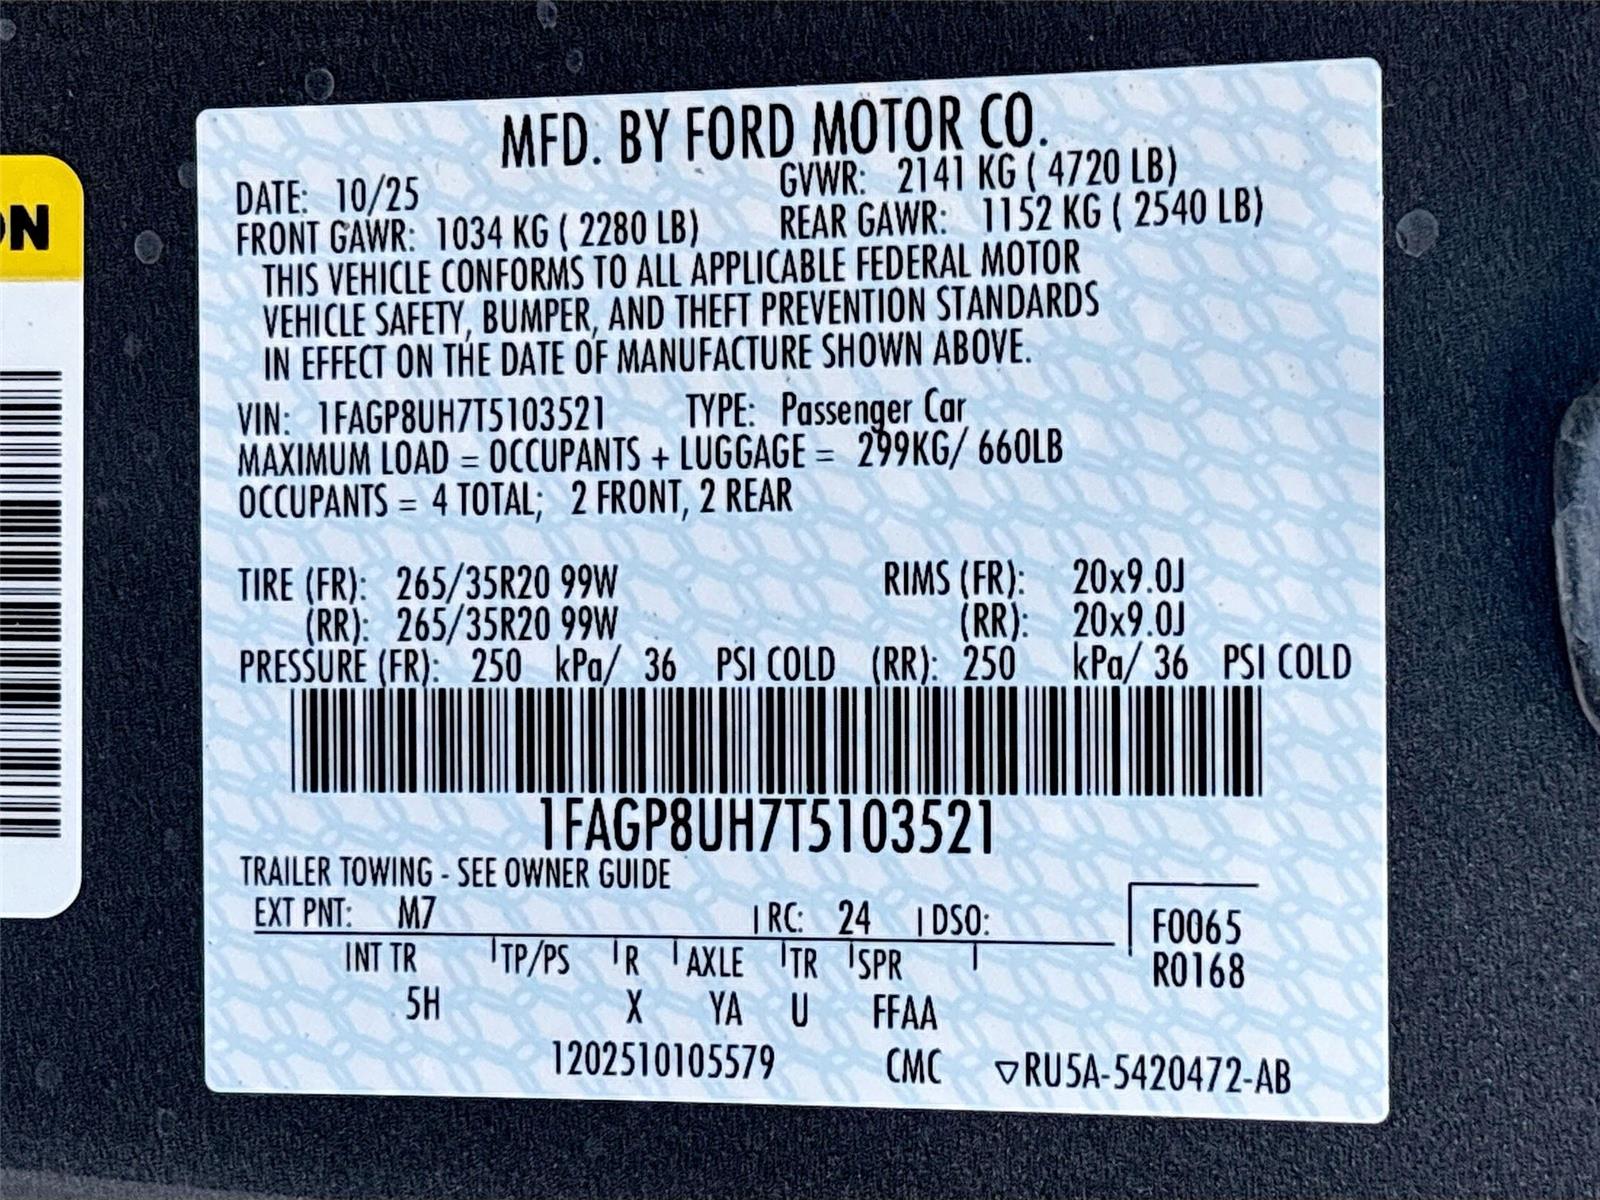 MFD. BY FORD MOTOR CO.
DATE: 10/25 GVWR: 2141 KG ( 4720 LB)
FRONT GAWR: 1034 KG ( 2280 LB) REAR GAWR: 1152 KG ( 2540 LB)
THIS VEHICLE CONFORMS TO ALL APPLICABLE FEDERAL MOTOR
VEHICLE SAFETY, BUMPER, AND THEFT PREVENTION STANDARDS
IN EFFECT ON THE DATE OF MANUFACTURE SHOWN ABOVE.
VIN: 1FAGP8UH7T5103521 TYPE: Passenger Car
MAXIMUM LOAD = OCCUPANTS + LUGGAGE = 299KG/ 660LB
OCCUPANTS = 4 TOTAL; 2 FRONT, 2 REAR
TIRE (FR): 265/35R20 99W RIMS (FR): 20x9.0J
(RR): 265/35R20 99W (RR): 20x9.0J
PRESSURE (FR): 250 kPa/ 36 PSI COLD (RR): 250 kPa/ 36 PSI COLD
1FAGP8UH7T5103521
TRAILER TOWING - SEE OWNER GUIDE
EXT PNT: M7 RC: 24 DSO: F0065
INT TR TP/PS R AXLE TR SPR R0168
5H X YA U FFAA
1202510105579 CMC ▽RU5A-5420472-AB